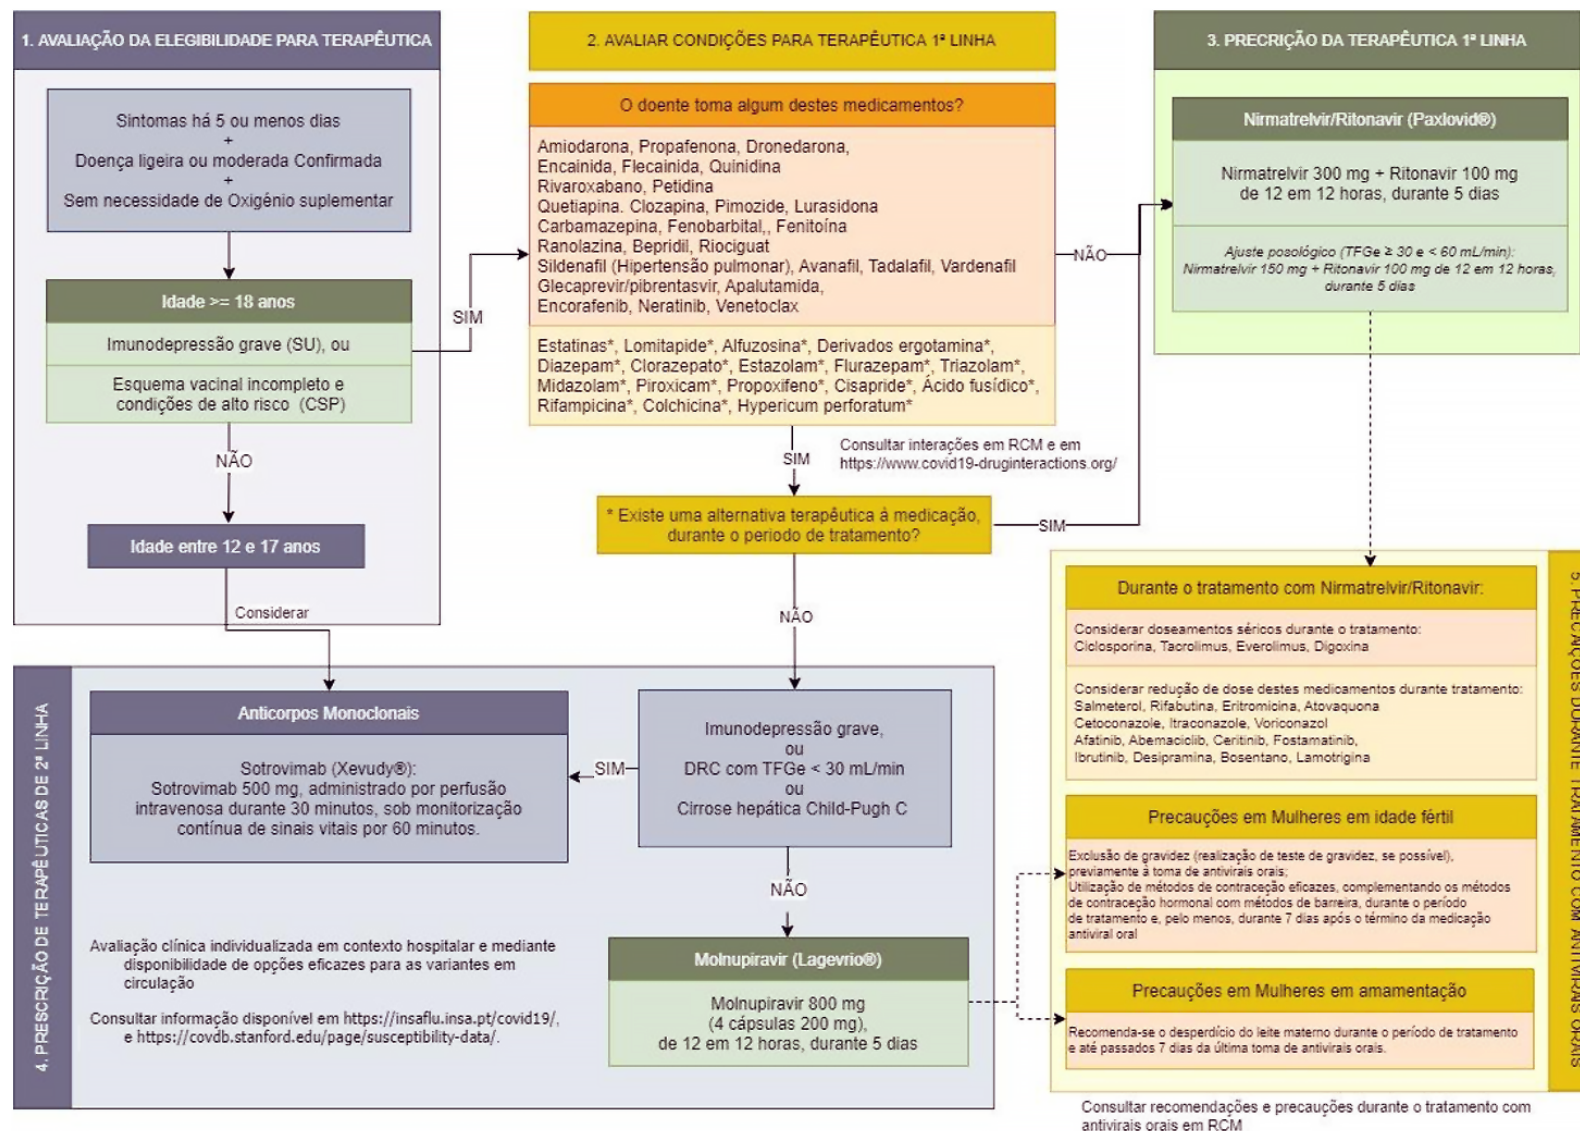 1. AVALIAÇÃO DA ELEGIBILIDADE PARA TERAPÊUTICA
Sintomas há 5 ou menos dias
+
Doença ligeira ou moderada Confirmada
+
Sem necessidade de Oxigénio suplementar
Idade >= 18 anos
Imunodepressão grave (SU), ou
Esquema vacinal incompleto e
condições de alto risco (CSP)
SIM
NÃO
Idade entre 12 e 17 anos
Considerar
2. AVALIAR CONDIÇÕES PARA TERAPÊUTICA 1ª LINHA
O doente toma algum destes medicamentos?
Amiodarona, Propafenona, Dronedarona,
Encainida, Flecainida, Quinidina
Rivaroxabano, Petidina
Quetiapina. Clozapina, Pimozide, Lurasidona
Carbamazepina, Fenobarbital,, Fenitoína
Ranolazina, Bepridil, Riociguat
Sildenafil (Hipertensão pulmonar), Avanafil, Tadalafil, Vardenafil
Glecaprevir/pibrentasvir, Apalutamida,
Encorafenib, Neratinib, Venetoclax
Estatinas*, Lomitapide*, Alfuzosina*, Derivados ergotamina*,
Diazepam*, Clorazepato*, Estazolam*, Flurazepam*, Triazolam*,
Midazolam*, Piroxicam*, Propoxifeno*, Cisapride*, Ácido fusídico*,
Rifampicina*, Colchicina*, Hypericum perforatum*
NÃO
SIM
Consultar interações em RCM e em
https://www.covid19-druginteractions.org/
* Existe uma alternativa terapêutica à medicação,
durante o periodo de tratamento?
SIM
NÃO
3. PRECRIÇÃO DA TERAPÊUTICA 1ª LINHA
Nirmatrelvir/Ritonavir (Paxlovid®)
Nirmatrelvir 300 mg + Ritonavir 100 mg
de 12 em 12 horas, durante 5 dias
Ajuste posológico (TFGe ≥ 30 e < 60 mL/min):
Nirmatrelvir 150 mg + Ritonavir 100 mg de 12 em 12 horas,
durante 5 dias
4. PRESCRIÇÃO DE TERAPÊUTICAS DE 2ª LINHA
Anticorpos Monoclonais
Sotrovimab (Xevudy®):
Sotrovimab 500 mg, administrado por perfusão
intravenosa durante 30 minutos, sob monitorização
contínua de sinais vitais por 60 minutos.
SIM
Imunodepressão grave,
ou
DRC com TFGe < 30 mL/min
ou
Cirrose hepática Child-Pugh C
NÃO
Avaliação clínica individualizada em contexto hospitalar e mediante
disponibilidade de opções eficazes para as variantes em
circulação
Consultar informação disponível em https://insaflu.insa.pt/covid19/,
e https://covdb.stanford.edu/page/susceptibility-data/.
Molnupiravir (Lagevrio®)
Molnupiravir 800 mg
(4 cápsulas 200 mg),
de 12 em 12 horas, durante 5 dias
5. PRECAUÇÕES DURANTE TRATAMENTO COM ANTIVIRAIS ORAIS
Durante o tratamento com Nirmatrelvir/Ritonavir:
Considerar doseamentos séricos durante o tratamento:
Ciclosporina, Tacrolimus, Everolimus, Digoxina
Considerar redução de dose destes medicamentos durante tratamento:
Salmeterol, Rifabutina, Eritromicina, Atovaquona
Cetoconazole, Itraconazole, Voriconazol
Afatinib, Abemaciclib, Ceritinib, Fostamatinib,
Ibrutinib, Desipramina, Bosentano, Lamotrigina
Precauções em Mulheres em idade fértil
Exclusão de gravidez (realização de teste de gravidez, se possível),
previamente à toma de antivirais orais;
Utilização de métodos de contraceção eficazes, complementando os métodos
de contraceção hormonal com métodos de barreira, durante o período
de tratamento e, pelo menos, durante 7 dias após o término da medicação
antiviral oral
Precauções em Mulheres em amamentação
Recomenda-se o desperdício do leite materno durante o período de tratamento
e até passados 7 dias da última toma de antivirais orais.
Consultar recomendações e precauções durante o tratamento com
antivirais orais em RCM